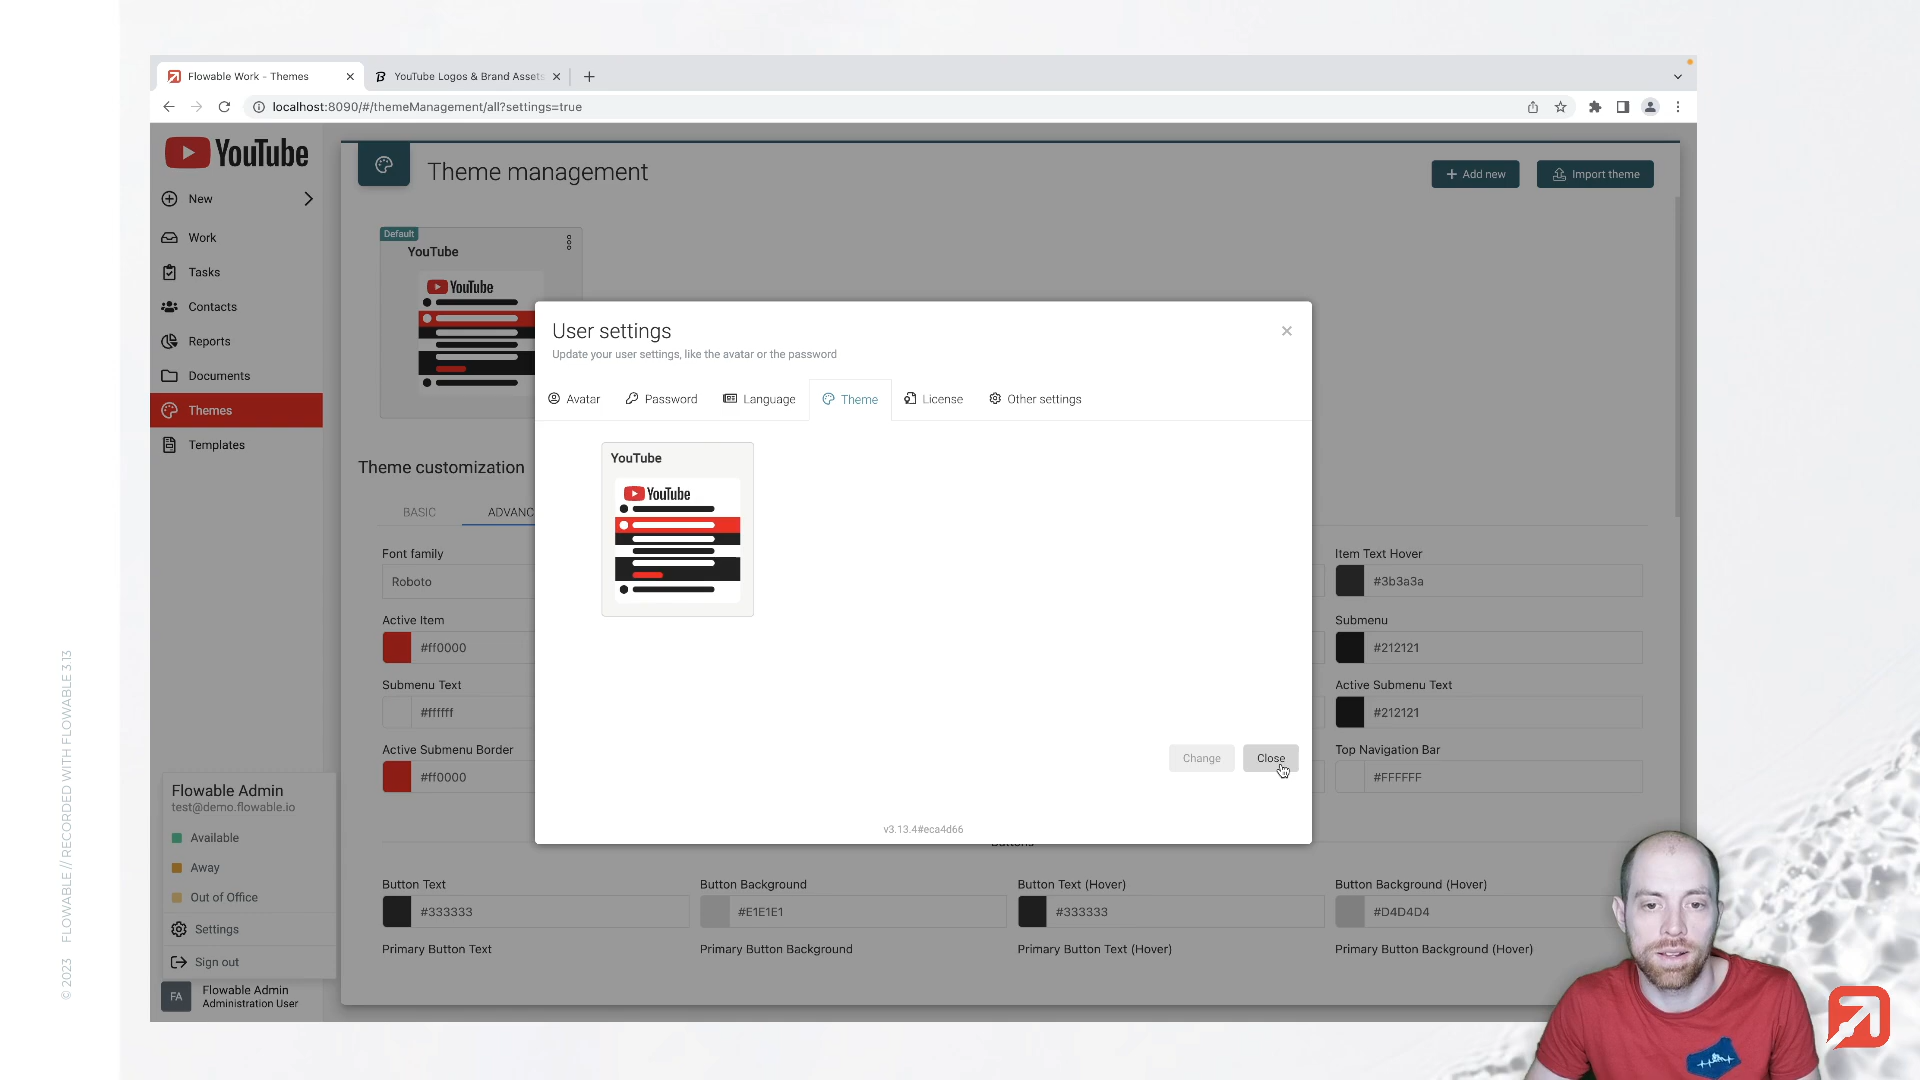 Flowable Work - Themes
YouTube Logos & Brand Assets
localhost:8090/#/themeManagement/all?settings=true
YouTube
New
Work
Tasks
Contacts
Reports
Documents
Themes
Templates
Theme management
Add new
Import theme
Default
YouTube
YouTube
Theme customization
BASIC
ADVANC
User settings
Update your user settings, like the avatar or the password
Avatar
Password
Language
Theme
License
Other settings
YouTube
YouTube
Change
Close
v3.13.4#eca4d66
Font family
Roboto
Item Text Hover
#3b3a3a
Active Item
#ff0000
Submenu
#212121
Submenu Text
#ffffff
Active Submenu Text
#212121
Active Submenu Border
#ff0000
Top Navigation Bar
#FFFFFF
Buttons
Button Text
#333333
Button Background
#E1E1E1
Button Text (Hover)
#333333
Button Background (Hover)
#D4D4D4
Primary Button Text
Primary Button Background
Primary Button Text (Hover)
Primary Button Background (Hover)
Flowable Admin
test@demo.flowable.io
Available
Away
Out of Office
Settings
Sign out
FA
Flowable Admin
Administration User
© 2023 FLOWABLE // RECORDED WITH FLOWABLE 3.13